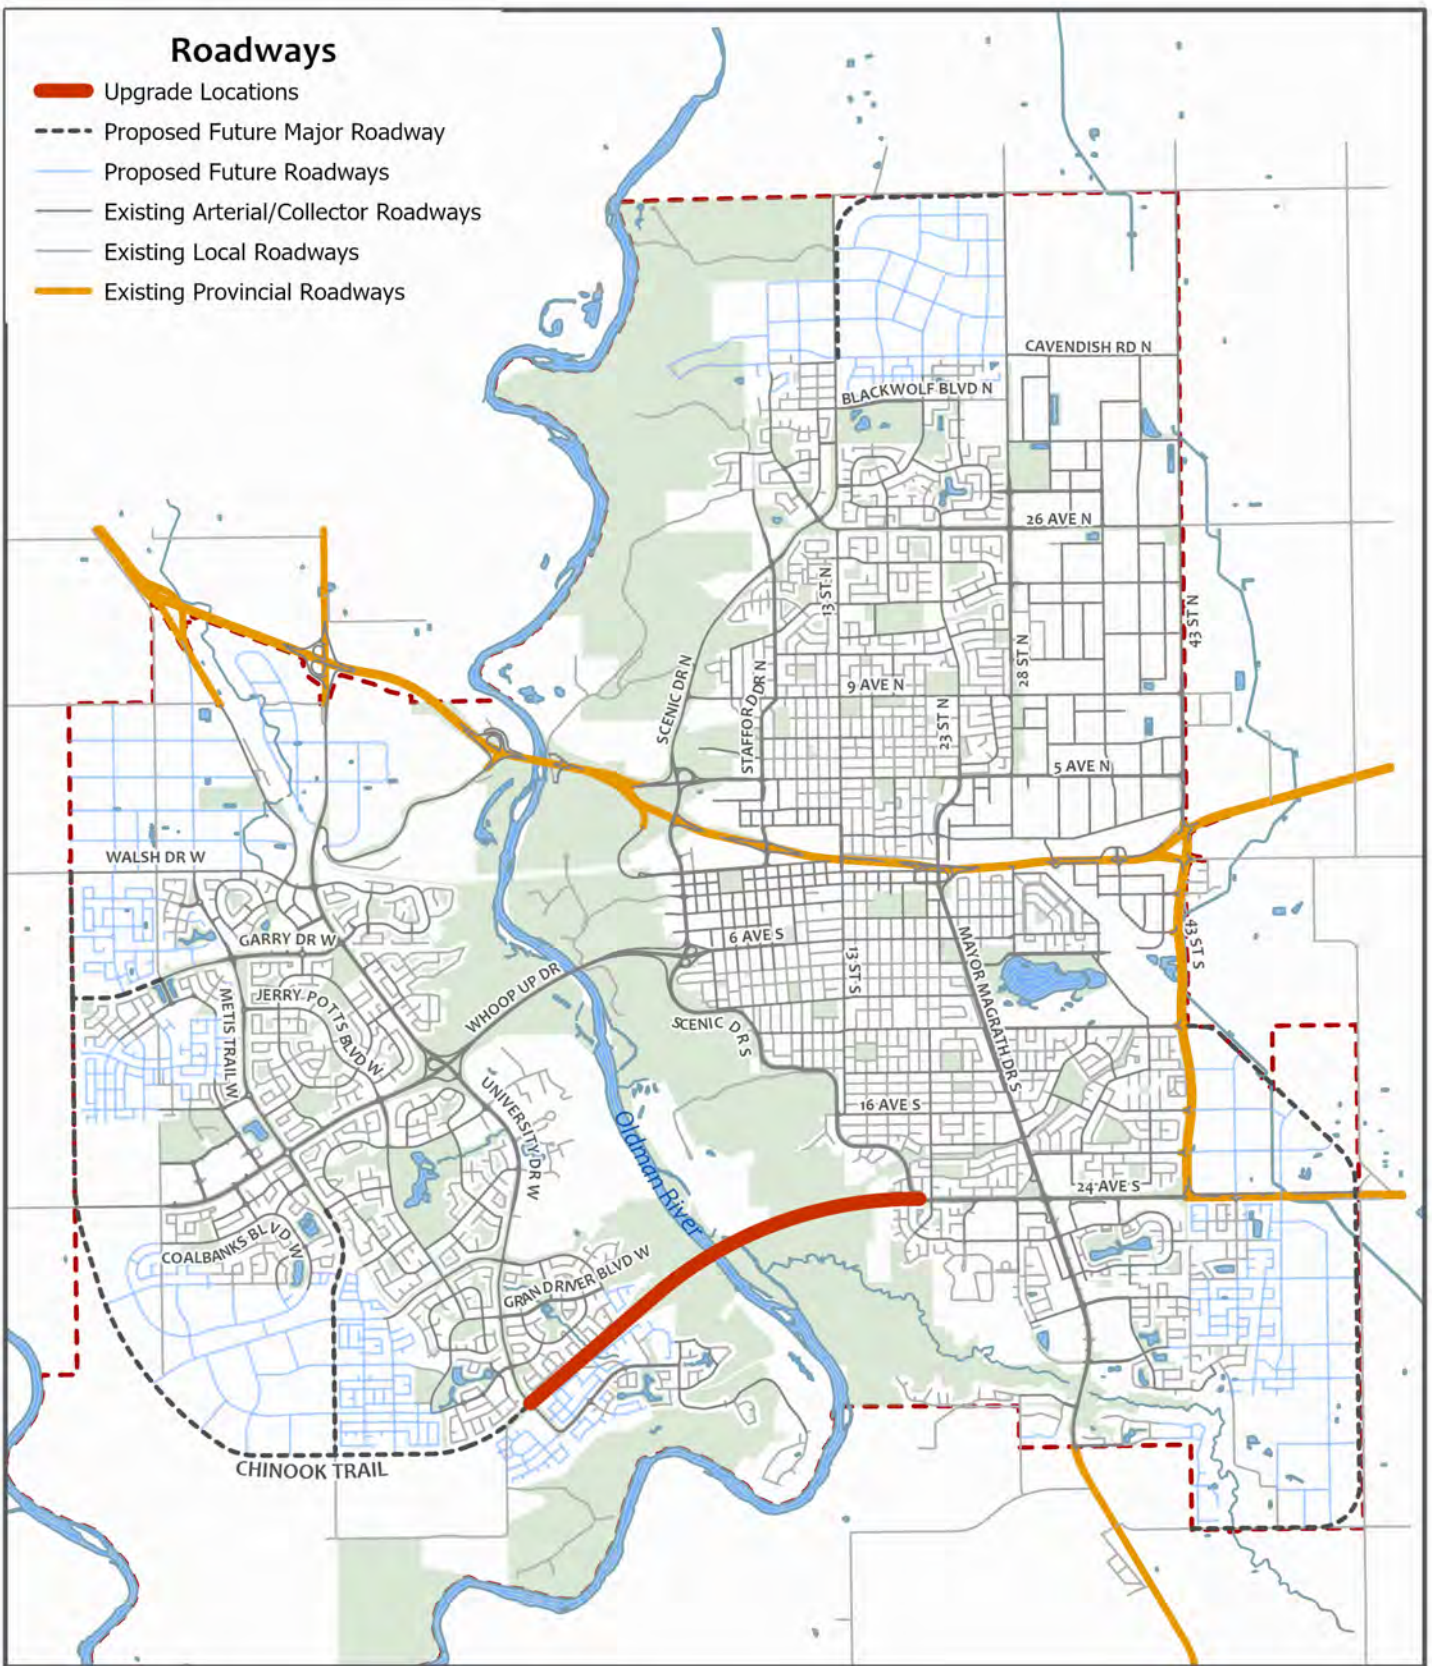 Roadways
Upgrade Locations
Proposed Future Major Roadway
Proposed Future Roadways
Existing Arterial/Collector Roadways
Existing Local Roadways
Existing Provincial Roadways
CAVENDISH RD N
BLACKWOLF BLVD N
26 AVE N
13 ST N
43 ST N
28 ST N
SCENIC DR N
STAFFORD DR N
9 AVE N
23 ST N
5 AVE N
WALSH DR W
GARRY DR W
6 AVE S
13 ST S
MAYOR MAGRATH DR S
43 ST S
WHOOP UP DR
JERRY POTTS BLVD W
METIS TRAIL W
SCENIC DR S
UNIVERSITY DR W
16 AVE S
Oldman River
24 AVE S
COALBANKS BLVD W
GRAND RIVER BLVD W
CHINOOK TRAIL